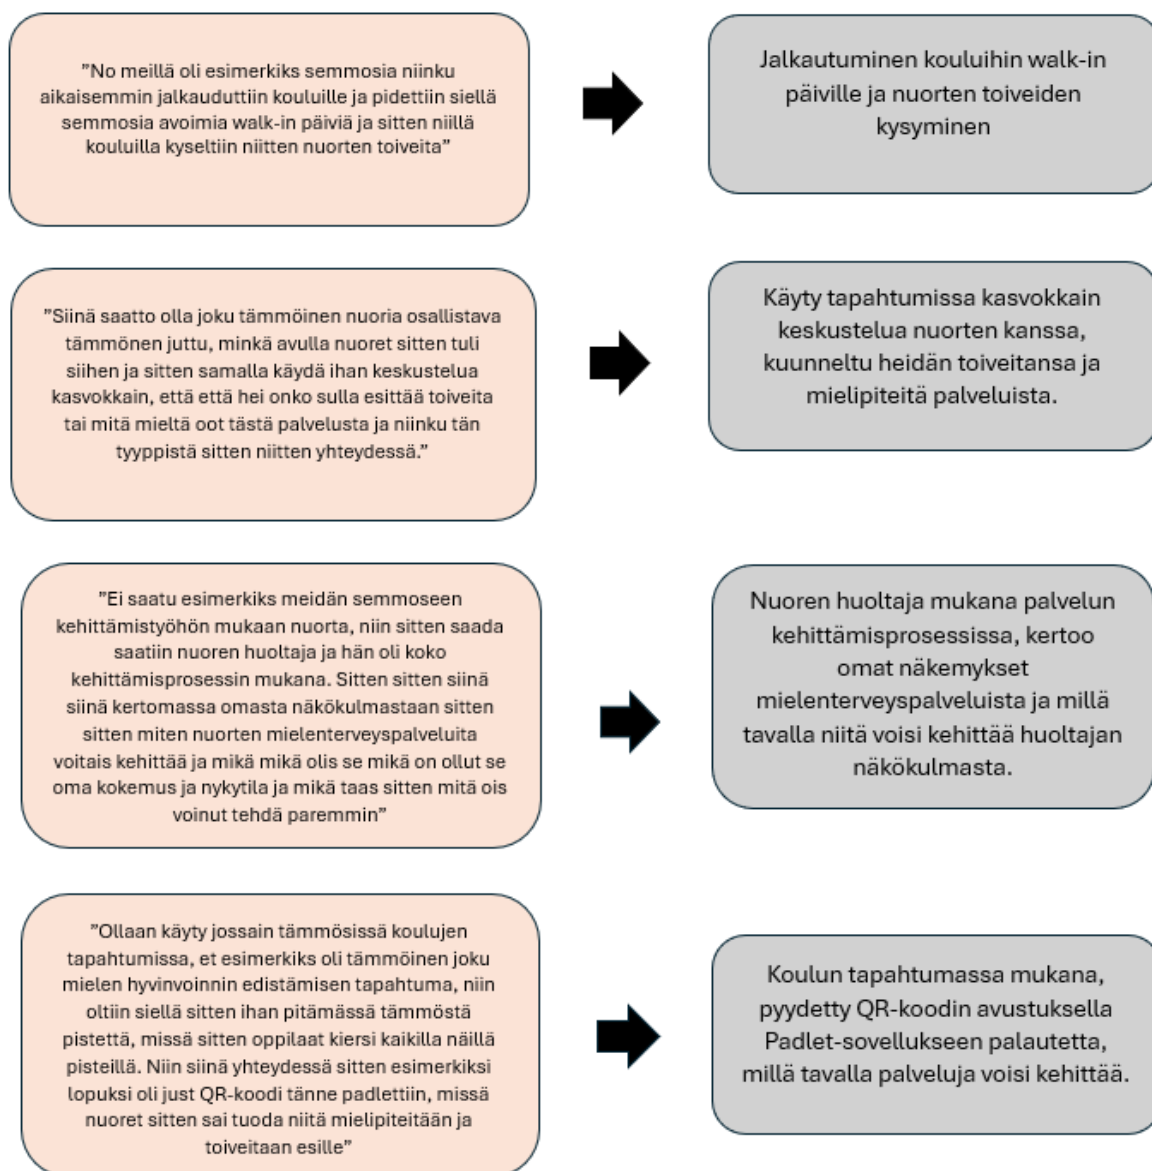 ”No meillä oli esimerkiks semmosia niinku
aikaisemmin jalkauduttiin kouluille ja pidettiin siellä
semmosia avoimia walk-in päiviä ja sitten niillä
kouluilla kyseltiin niitten nuorten toiveita”
Jalkautuminen kouluihin walk-in
päiville ja nuorten toiveiden
kysyminen
”Siinä saatto olla joku tämmöinen nuoria osallistava
tämmönen juttu, minkä avulla nuoret sitten tuli
siihen ja sitten samalla käydä ihan keskustelua
kasvokkain, että että hei onko sulla esittää toiveita
tai mitä mieltä oot tästä palvelusta ja niinku tän
tyyppistä sitten niitten yhteydessä.”
Käyty tapahtumissa kasvokkain
keskustelua nuorten kanssa,
kuunneltu heidän toiveitansa ja
mielipiteitä palveluista.
”Ei saatu esimerkiks meidän semmoseen
kehittämistyöhön mukaan nuorta, niin sitten saada
saatiin nuoren huoltaja ja hän oli koko
kehittämisprosessin mukana. Sitten sitten siinä
siinä kertomassa omasta näkökulmastaan sitten
sitten miten nuorten mielenterveyspalveluita
voitais kehittää ja mikä mikä olis se mikä on ollut se
oma kokemus ja nykytila ja mikä taas sitten mitä ois
voinut tehdä paremmin”
Nuoren huoltaja mukana palvelun
kehittämisprosessissa, kertoo
omat näkemykset
mielenterveyspalveluista ja millä
tavalla niitä voisi kehittää huoltajan
näkökulmasta.
”Ollaan käyty jossain tämmösissä koulujen
tapahtumissa, et esimerkiks oli tämmöinen joku
mielen hyvinvoinnin edistämisen tapahtuma, niin
oltiin siellä sitten ihan pitämässä tämmöstä
pistettä, missä sitten oppilaat kiersi kaikilla näillä
pisteillä. Niin siinä yhteydessä sitten esimerkiksi
lopuksi oli just QR-koodi tänne padlettiin, missä
nuoret sitten sai tuoda niitä mielipiteitään ja
toiveitaan esille”
Koulun tapahtumassa mukana,
pyydetty QR-koodin avustuksella
Padlet-sovellukseen palautetta,
millä tavalla palveluja voisi kehittää.